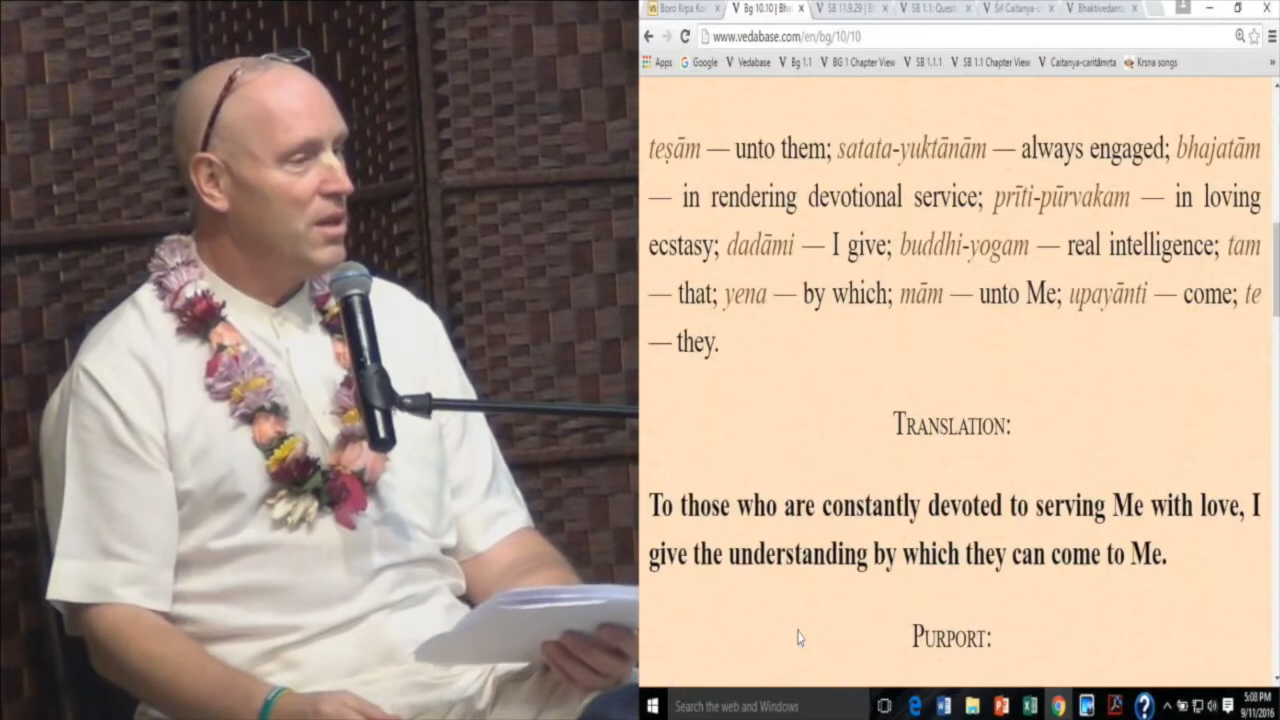 Boro Krpa Ko
Bg 10.10 | Bh
SB 11.9.29 | B
SB 1.1: Quest
Śrī Caitanya-c
Bhaktivedant
www.vedabase.com/en/bg/10/10
Apps Google Vedabase Bg 1.1 BG 1 Chapter View SB 1.1.1 SB 1.1 Chapter View Caitanya-caritāmṛta Krsna songs »
teṣām — unto them; satata-yuktānām — always engaged; bhajatām
— in rendering devotional service; prīti-pūrvakam — in loving
ecstasy; dadāmi — I give; buddhi-yogam — real intelligence; tam
— that; yena — by which; mām — unto Me; upayānti — come; te
— they.
TRANSLATION:
To those who are constantly devoted to serving Me with love, I
give the understanding by which they can come to Me.
PURPORT:
Search the web and Windows
5:08 PM
9/11/2016